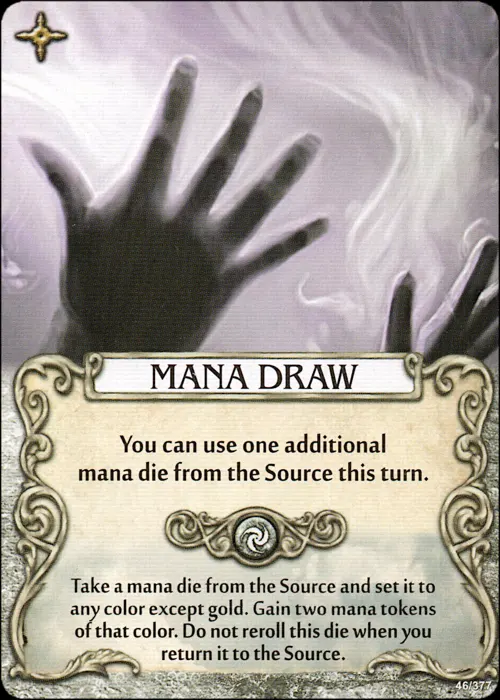 MANA DRAW
You can use one additional
mana die from the Source this turn.
Take a mana die from the Source and set it to
any color except gold. Gain two mana tokens
of that color. Do not reroll this die when you
return it to the Source.
46/377